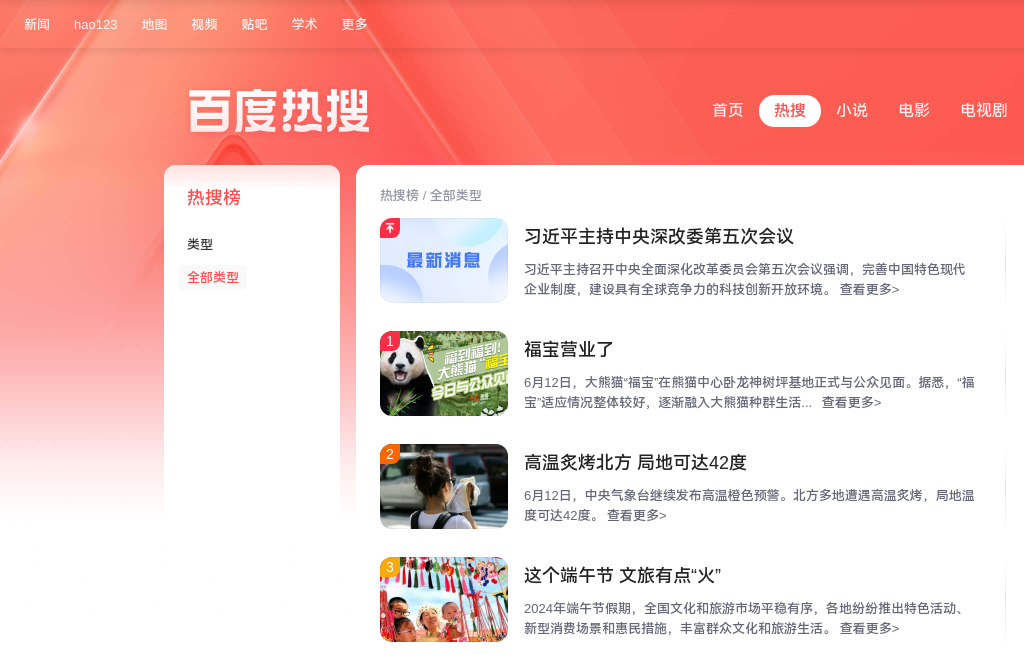 新闻 hao123 地图 视频 贴吧 学术 更多
百度热搜
首页 热搜 小说 电影 电视剧
热搜榜
类型
全部类型
热搜榜 / 全部类型
最新消息
习近平主持中央深改委第五次会议
习近平主持召开中央全面深化改革委员会第五次会议强调，完善中国特色现代
企业制度，建设具有全球竞争力的科技创新开放环境。 查看更多>
1
福到福到!
大熊猫“福宝
今日与公众见面
福宝营业了
6月12日，大熊猫“福宝”在熊猫中心卧龙神树坪基地正式与公众见面。据悉，“福
宝”适应情况整体较好，逐渐融入大熊猫种群生活... 查看更多>
2
高温炙烤北方 局地可达42度
6月12日，中央气象台继续发布高温橙色预警。北方多地遭遇高温炙烤，局地温
度可达42度。 查看更多>
3
这个端午节 文旅有点“火”
2024年端午节假期，全国文化和旅游市场平稳有序，各地纷纷推出特色活动、
新型消费场景和惠民措施，丰富群众文化和旅游生活。 查看更多>